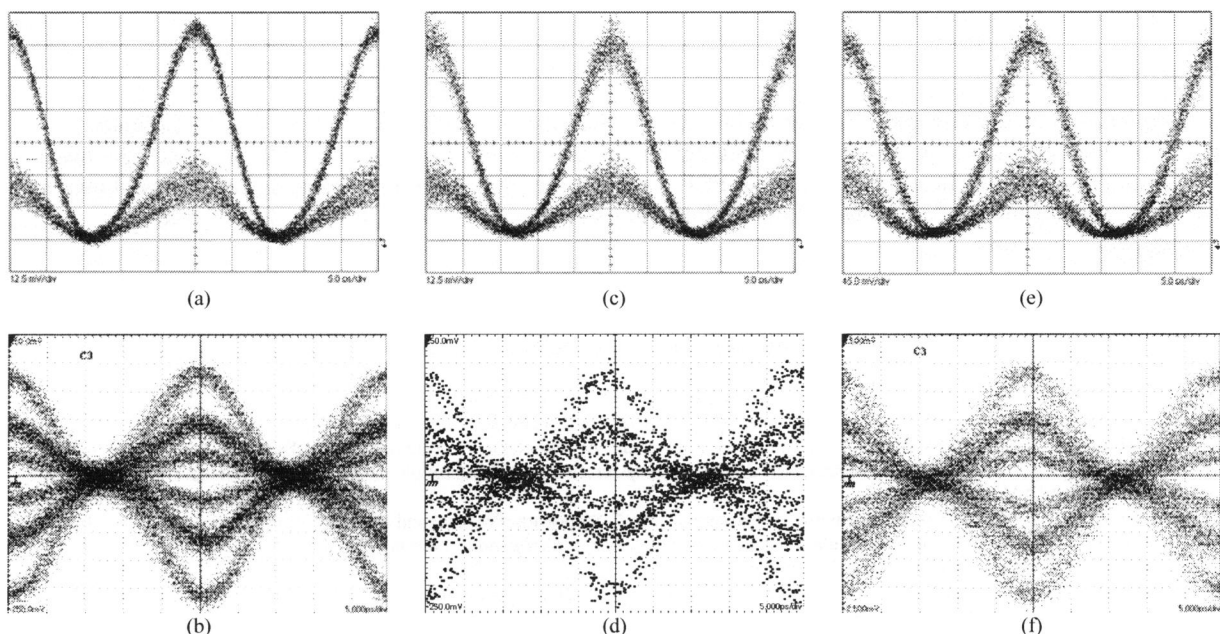 12.5 mV/div 5.0 ps/div
(a)
12.5 mV/div 5.0 ps/div
(c)
45.0 mV/div 5.0 ps/div
(e)
C3
-250.0mV 5.000ps/div
(b)
250.0mV
-250.0mV 5.000ps/div
(d)
C3
5.000ps/div
(f)